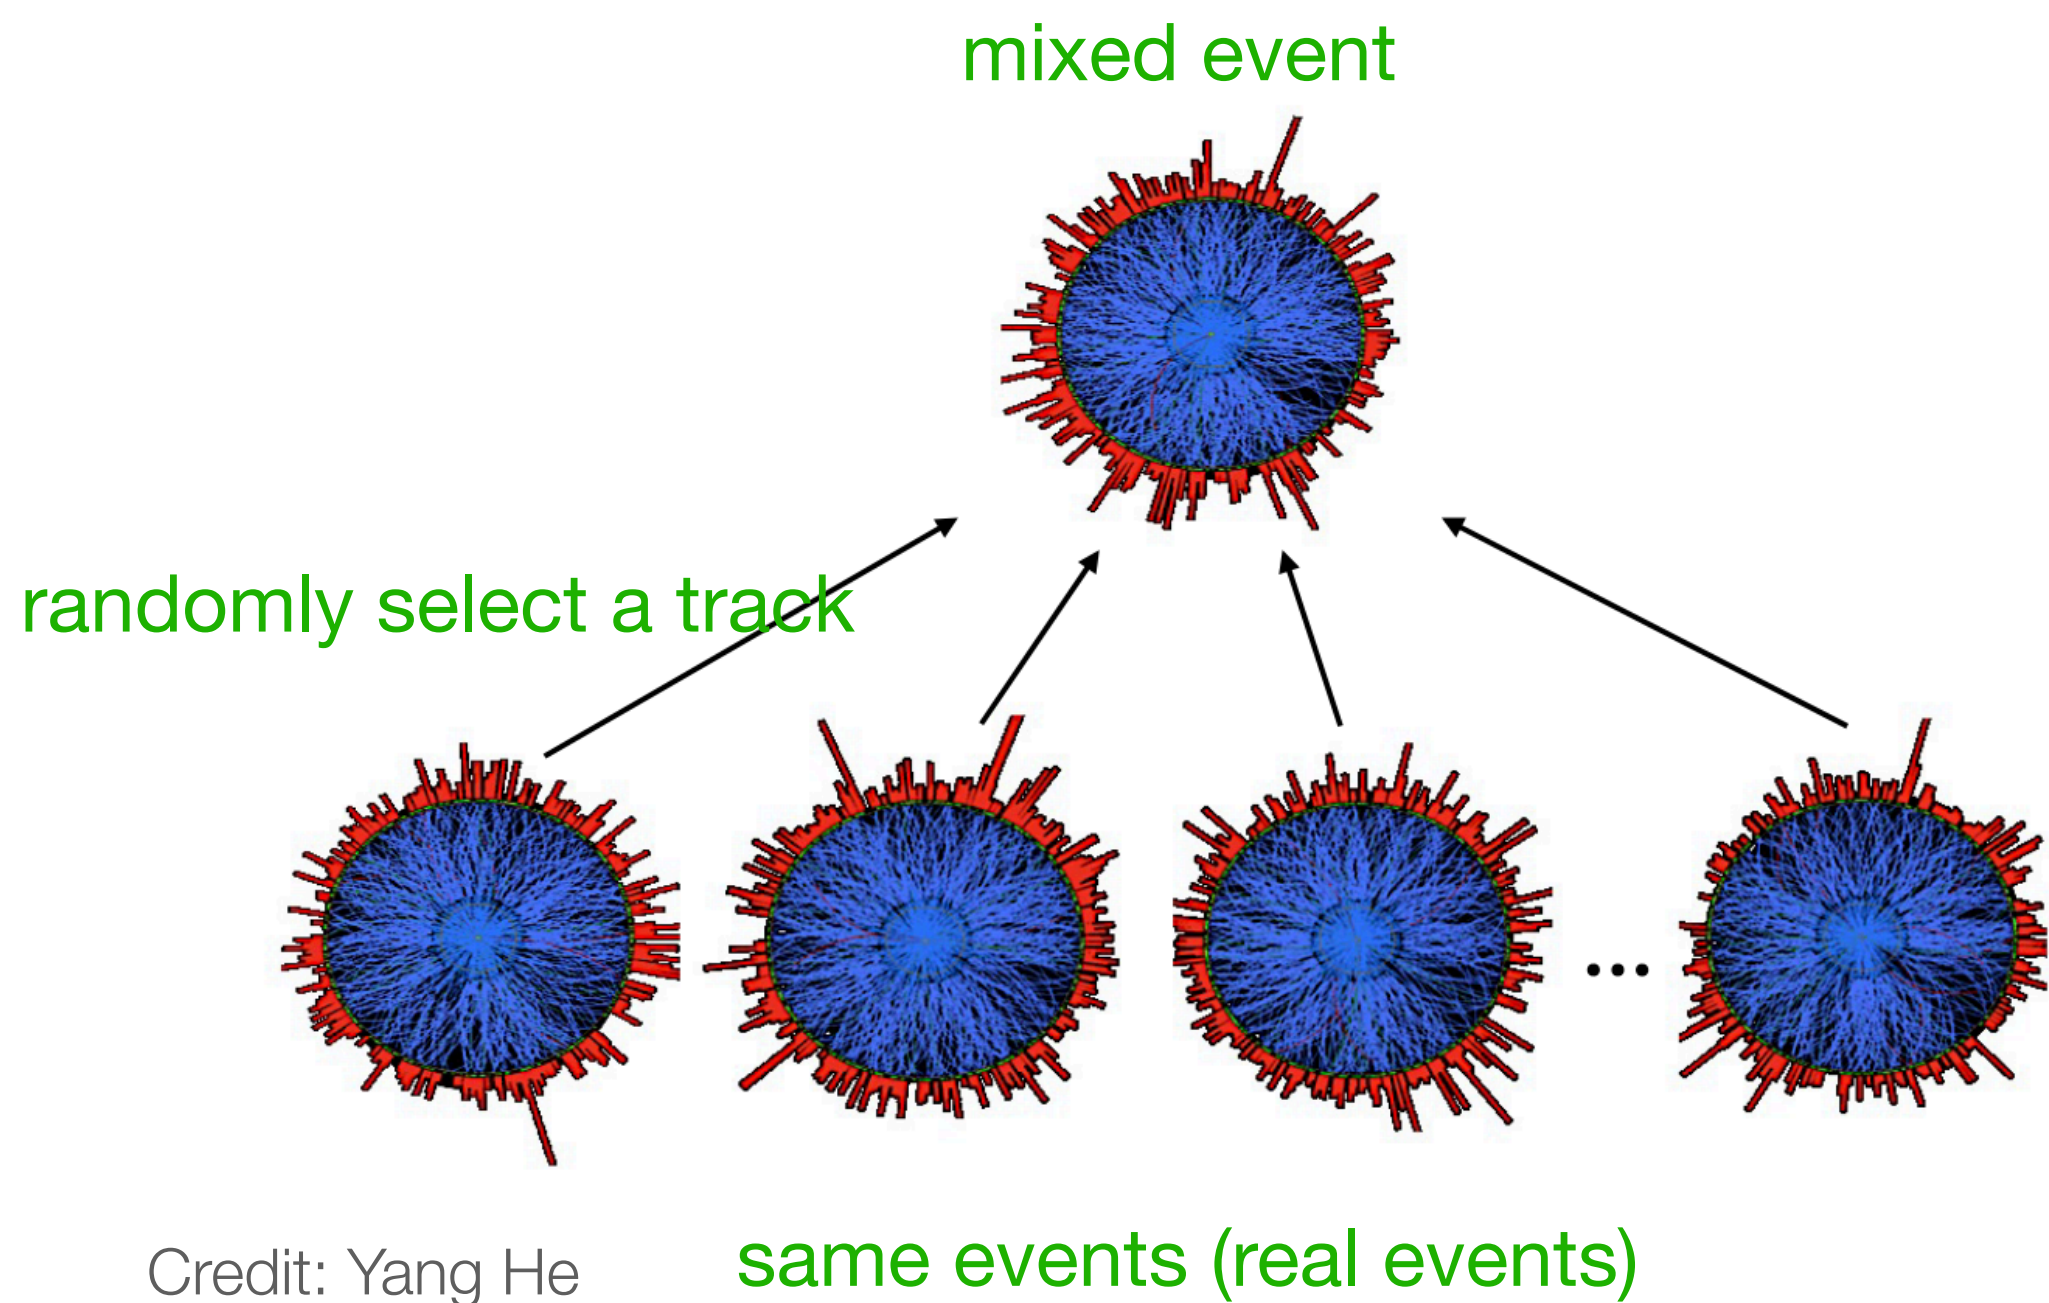 mixed event
randomly select a track
...
same events (real events)
Credit: Yang He